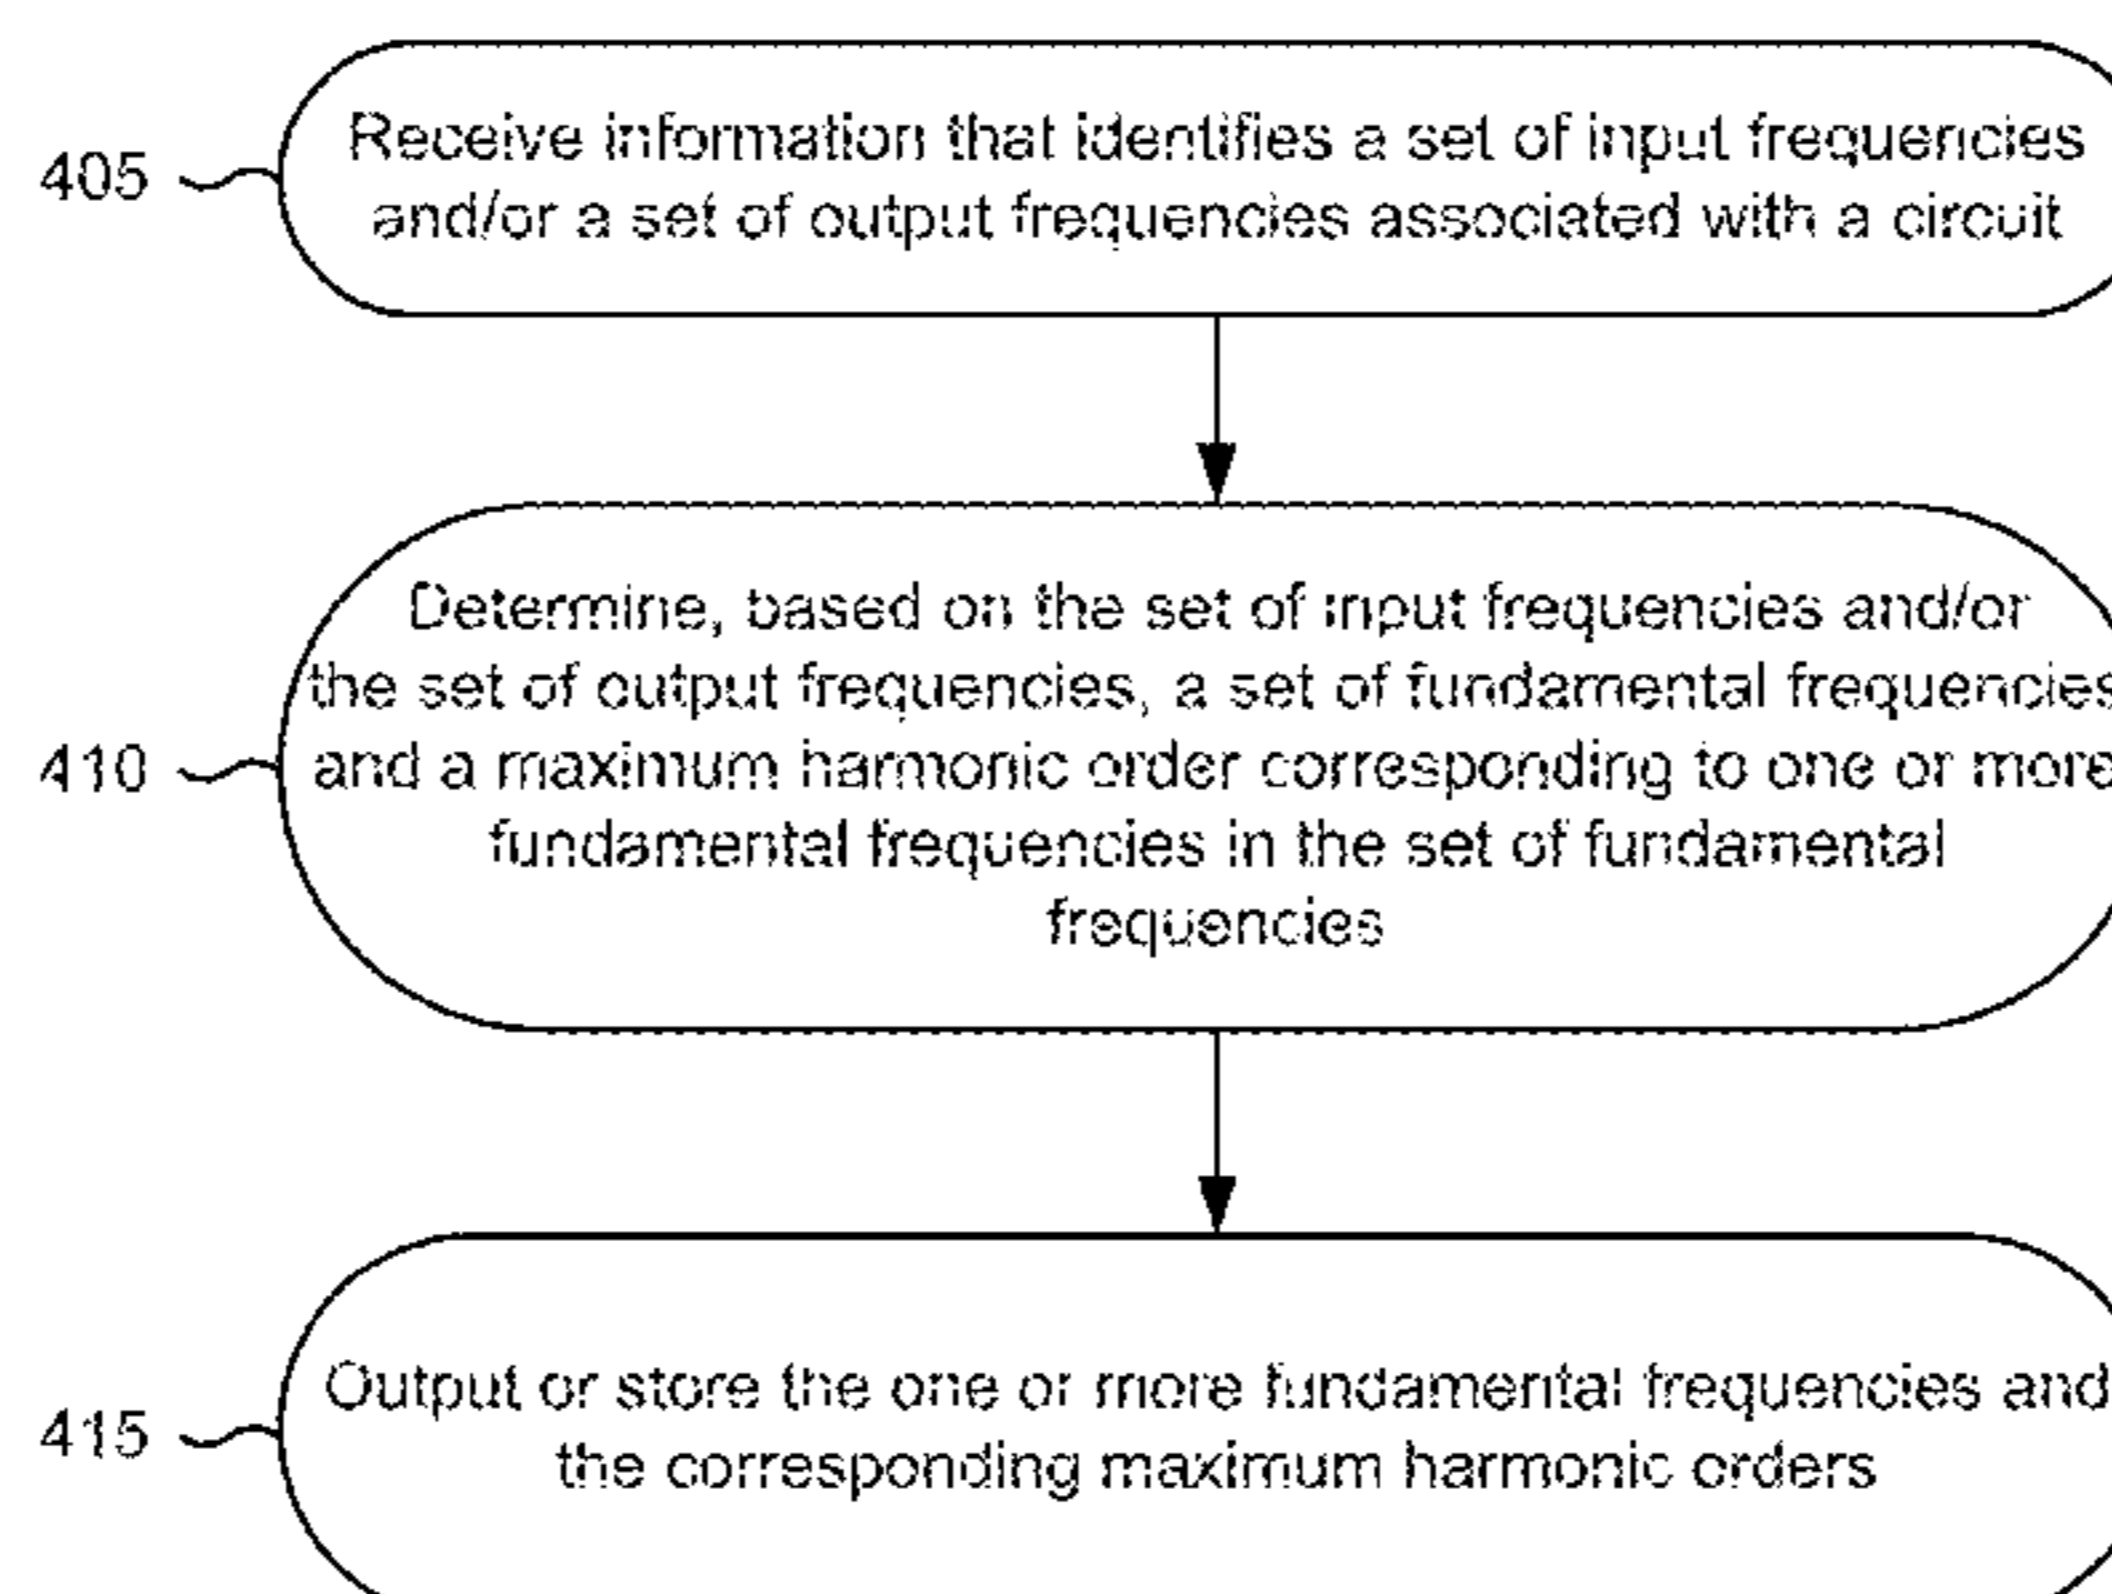 405
Receive information that identifies a set of input frequencies
and/or a set of output frequencies associated with a circuit
410
Determine, based on the set of input frequencies and/or
the set of output frequencies, a set of fundamental frequencies
and a maximum harmonic order corresponding to one or more
fundamental frequencies in the set of fundamental
frequencies
415
Output or store the one or more fundamental frequencies and
the corresponding maximum harmonic orders